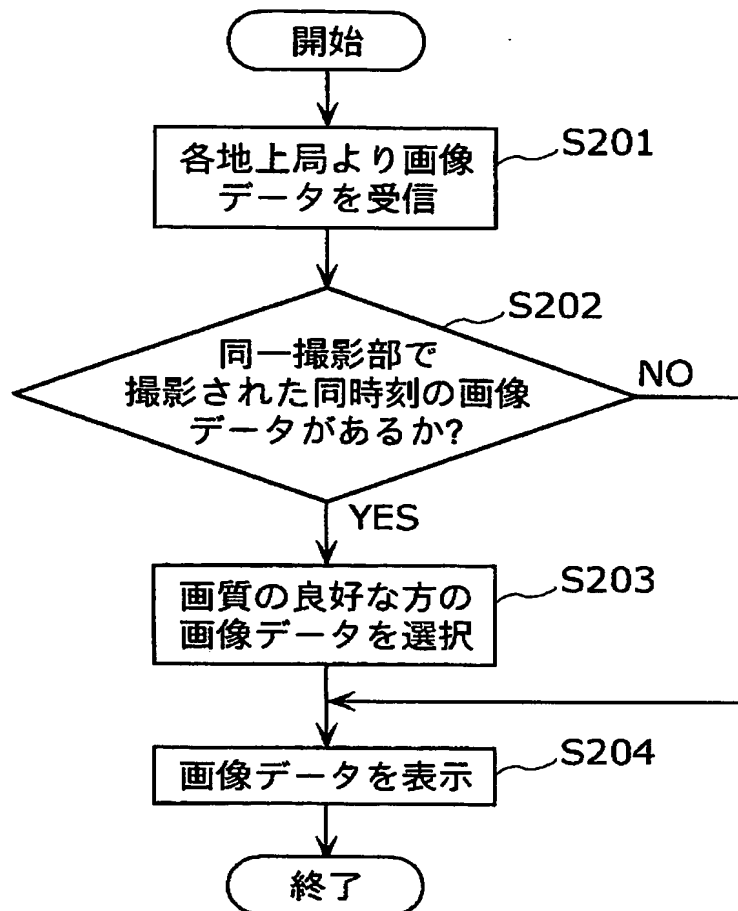 開始
各地上局より画像
データを受信
S201
S202
同一撮影部で
撮影された同時刻の画像
データがあるか?
NO
YES
画質の良好な方の
画像データを選択
S203
画像データを表示
S204
終了